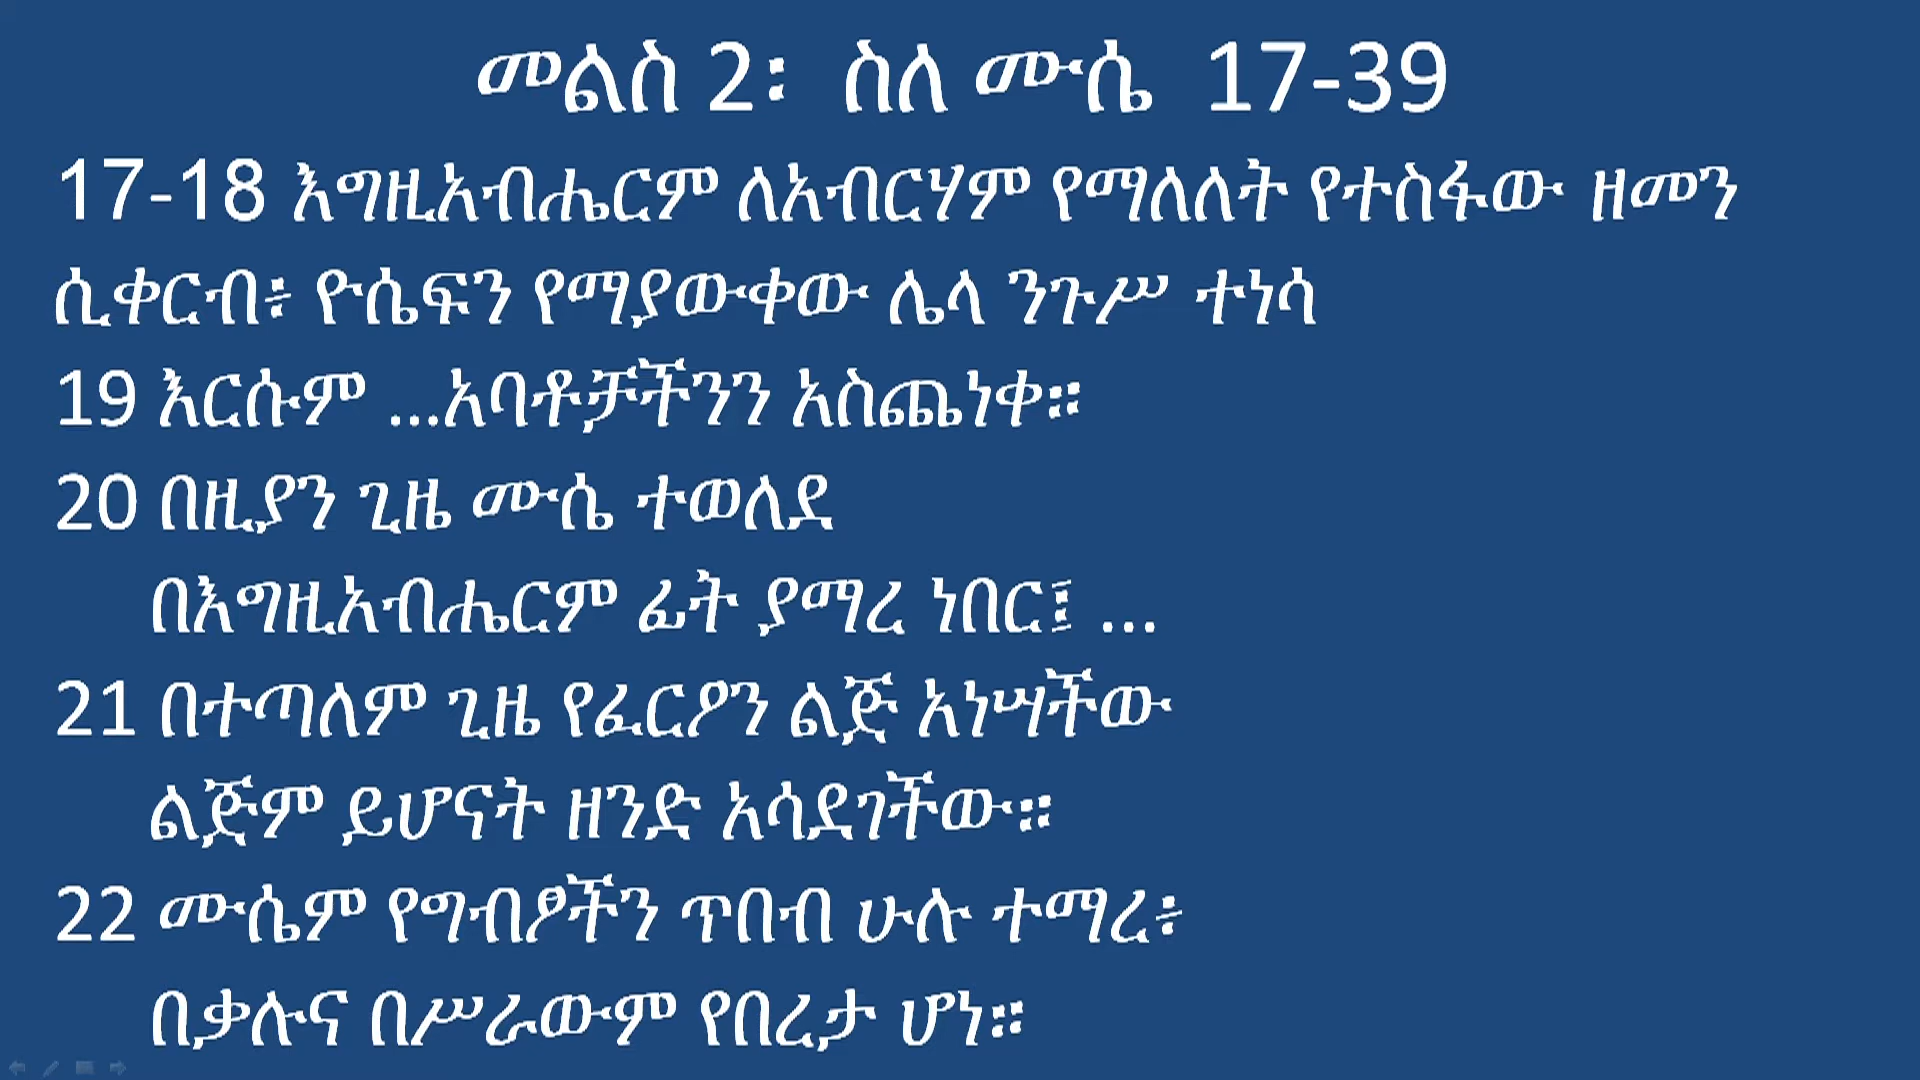 መልስ 2፡ ስለ ሙሴ 17-39
17-18 እግዚአብሔርም ለአብርሃም የማለለት የተስፋው ዘመን
ሲቀርብ፥ ዮሴፍን የማያውቀው ሌላ ንጉሥ ተነሳ
19 እርሱም ...አባቶቻችንን አስጨነቀ።
20 በዚያን ጊዜ ሙሴ ተወለደ
በእግዚአብሔርም ፊት ያማረ ነበር፤ ...
21 በተጣለም ጊዜ የፈርዖን ልጅ አነሣችው
ልጅም ይሆናት ዘንድ አሳደገችው።
22 ሙሴም የግብፆችን ጥበብ ሁሉ ተማረ፥
በቃሉና በሥራውም የበረታ ሆነ።